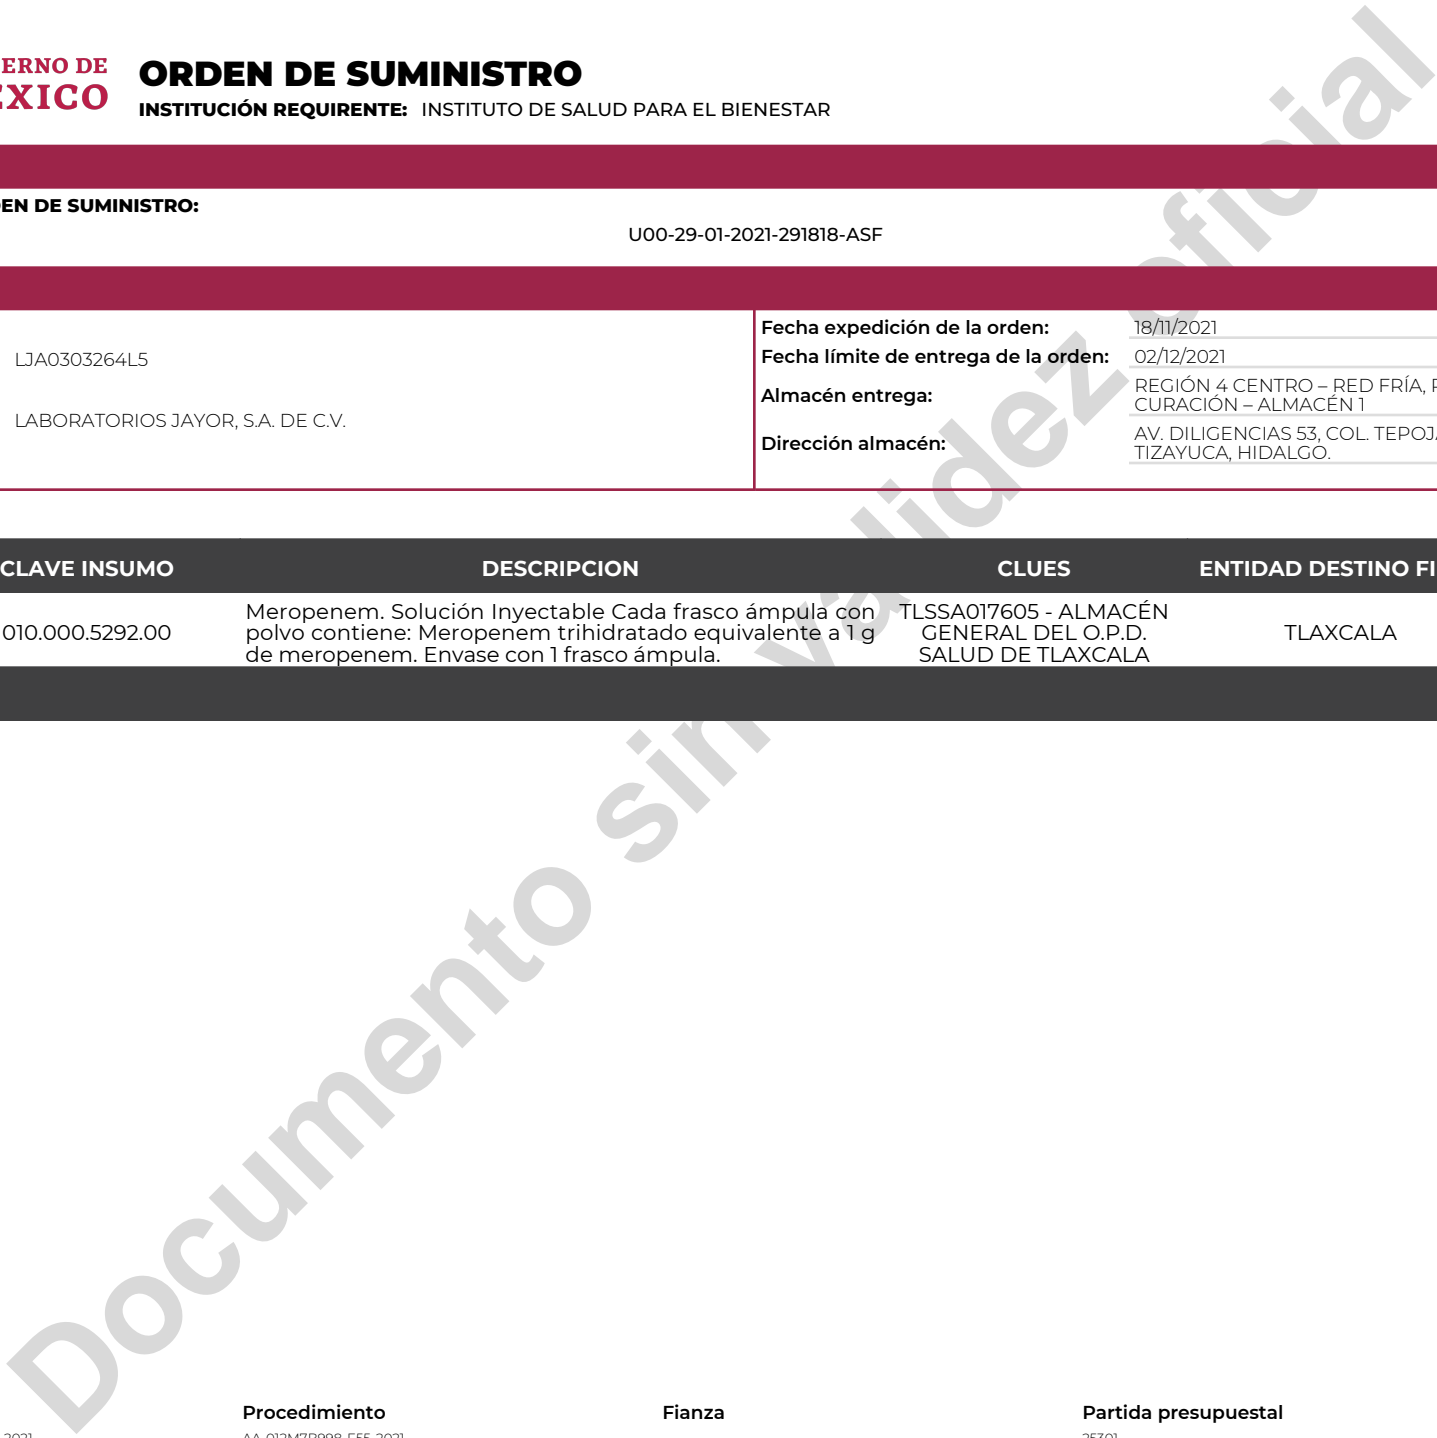 ERNO DE
ORDEN DE SUMINISTRO
INSTITUCIÓN REQUIRENTE: INSTITUTO DE SALUD PARA EL BIENESTAR
EN DE SUMINISTRO:
U00-29-01-2021-291818-ASF
LJA0303264L5
LABORATORIOS JAYOR, S.A. DE C.V.
Fecha expedición de la orden: 18/11/2021
Fecha límite de entrega de la orden: 02/12/2021
Almacén entrega: REGIÓN 4 CENTRO – RED FRÍA,
CURACIÓN – ALMACÉN 1
Dirección almacén: AV. DILIGENCIAS 53, COL. TEPOJ
TIZAYUCA, HIDALGO.
CLAVE INSUMO DESCRIPCION CLUES ENTIDAD DESTINO FI
010.000.5292.00
Meropenem. Solución Inyectable Cada frasco ámpula con
polvo contiene: Meropenem trihidratado equivalente a 1 g
de meropenem. Envase con 1 frasco ámpula.
TLSSA017605 - ALMACÉN
GENERAL DEL O.P.D.
SALUD DE TLAXCALA
TLAXCALA
Documento sin validez oficial
Procedimiento Fianza Partida presupuestal